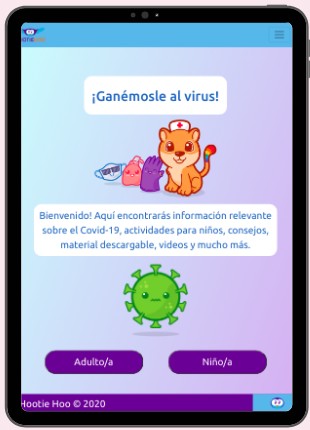 ¡Ganémosle al virus!
Bienvenido! Aquí encontrarás información relevante
sobre el Covid-19, actividades para niños, consejos,
material descargable, videos y mucho más.
Adulto/a Niño/a
Hootie Hoo © 2020